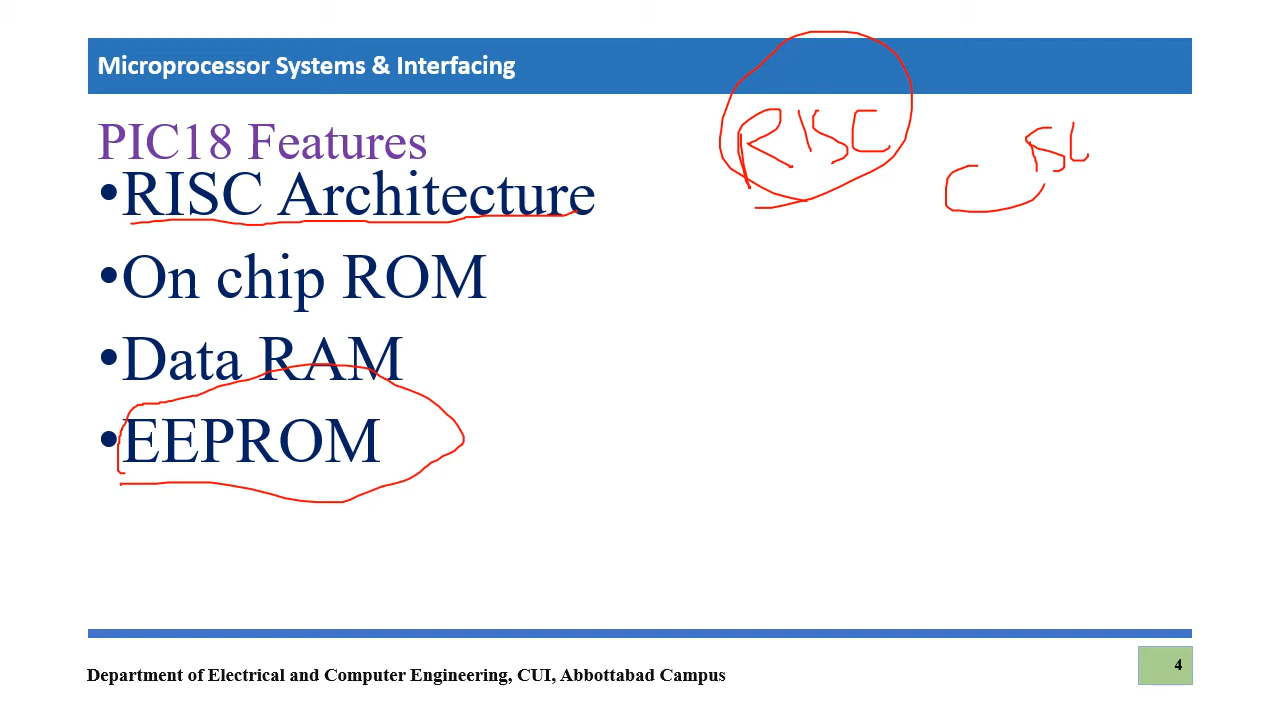 Microprocessor Systems & Interfacing
PIC18 Features
RISC
CISC
•RISC Architecture
•On chip ROM
•Data RAM
•EEPROM
Department of Electrical and Computer Engineering, CUI, Abbottabad Campus
4